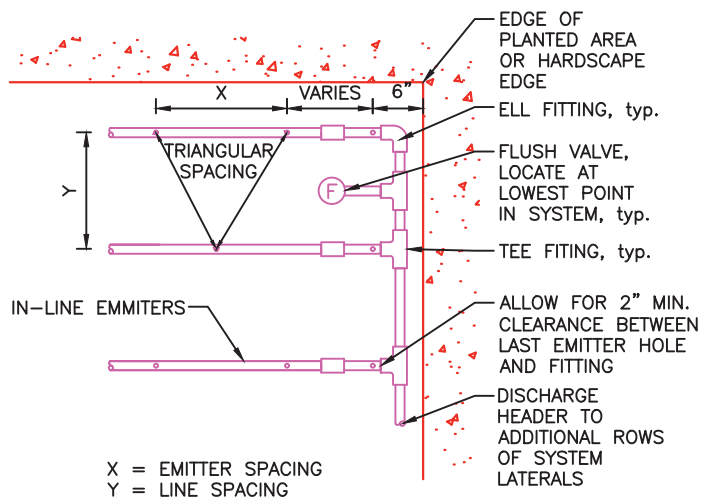 EDGE OF
PLANTED AREA
OR HARDSCAPE
EDGE
X
VARIES
6"
ELL FITTING, typ.
TRIANGULAR
SPACING
FLUSH VALVE,
LOCATE AT
LOWEST POINT
IN SYSTEM, typ.
F
Y
TEE FITING, typ.
IN-LINE EMMITERS
ALLOW FOR 2" MIN.
CLEARANCE BETWEEN
LAST EMITTER HOLE
AND FITTING
DISCHARGE
HEADER TO
ADDITIONAL ROWS
OF SYSTEM
LATERALS
X = EMITTER SPACING
Y = LINE SPACING